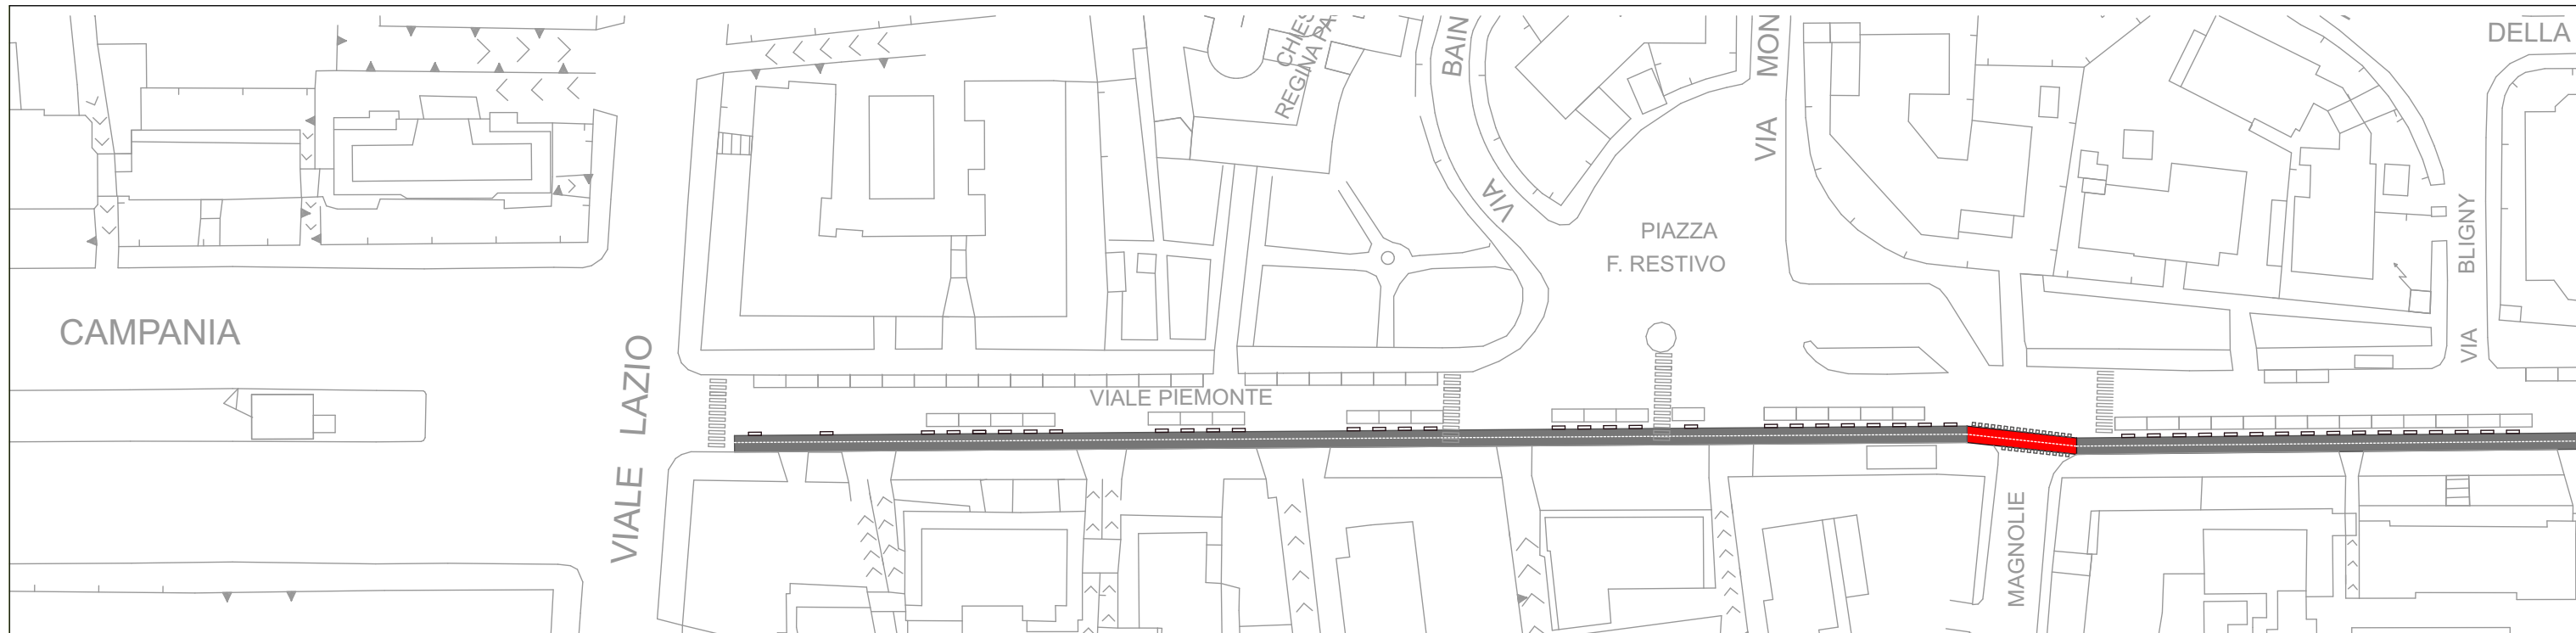 CHIES
REGINA PA
BAIN
VIA
VIA MON
DELLA
PIAZZA
F. RESTIVO
VIA BLIGNY
CAMPANIA
VIALE LAZIO
VIALE PIEMONTE
MAGNOLIE